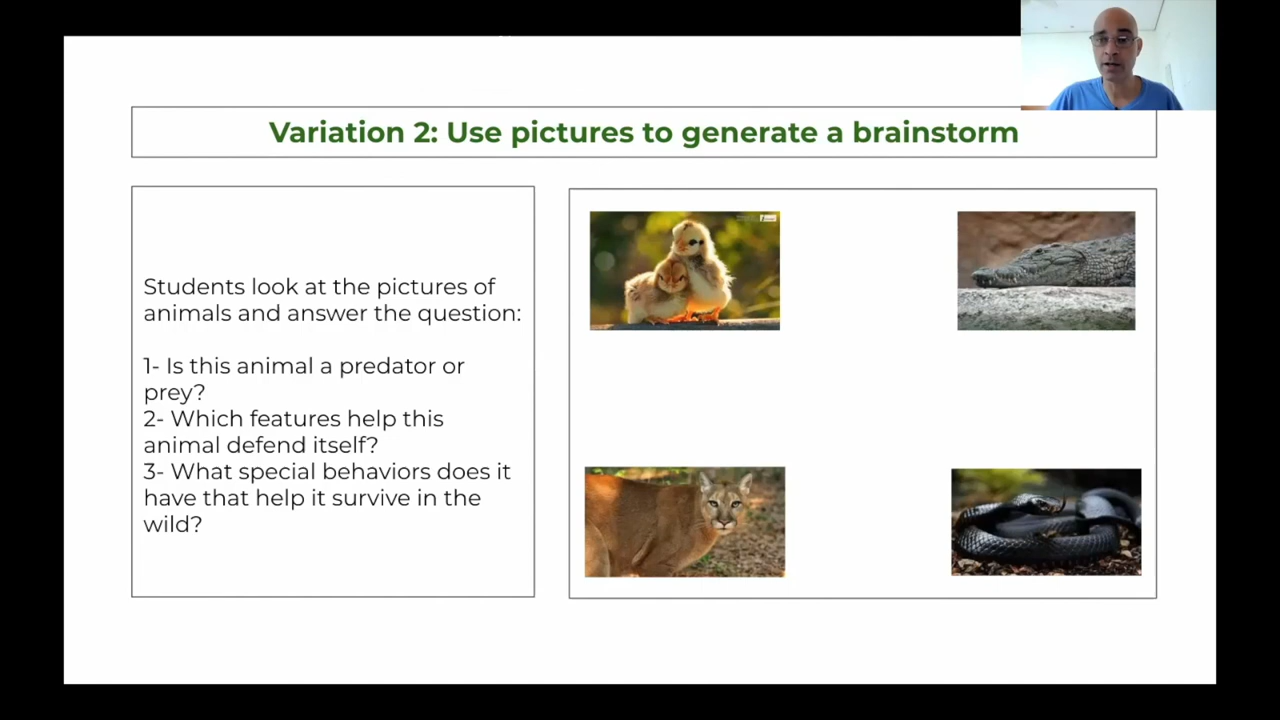 Variation 2: Use pictures to generate a brainstorm
Students look at the pictures of
animals and answer the question:
1- Is this animal a predator or
prey?
2- Which features help this
animal defend itself?
3- What special behaviors does it
have that help it survive in the
wild?